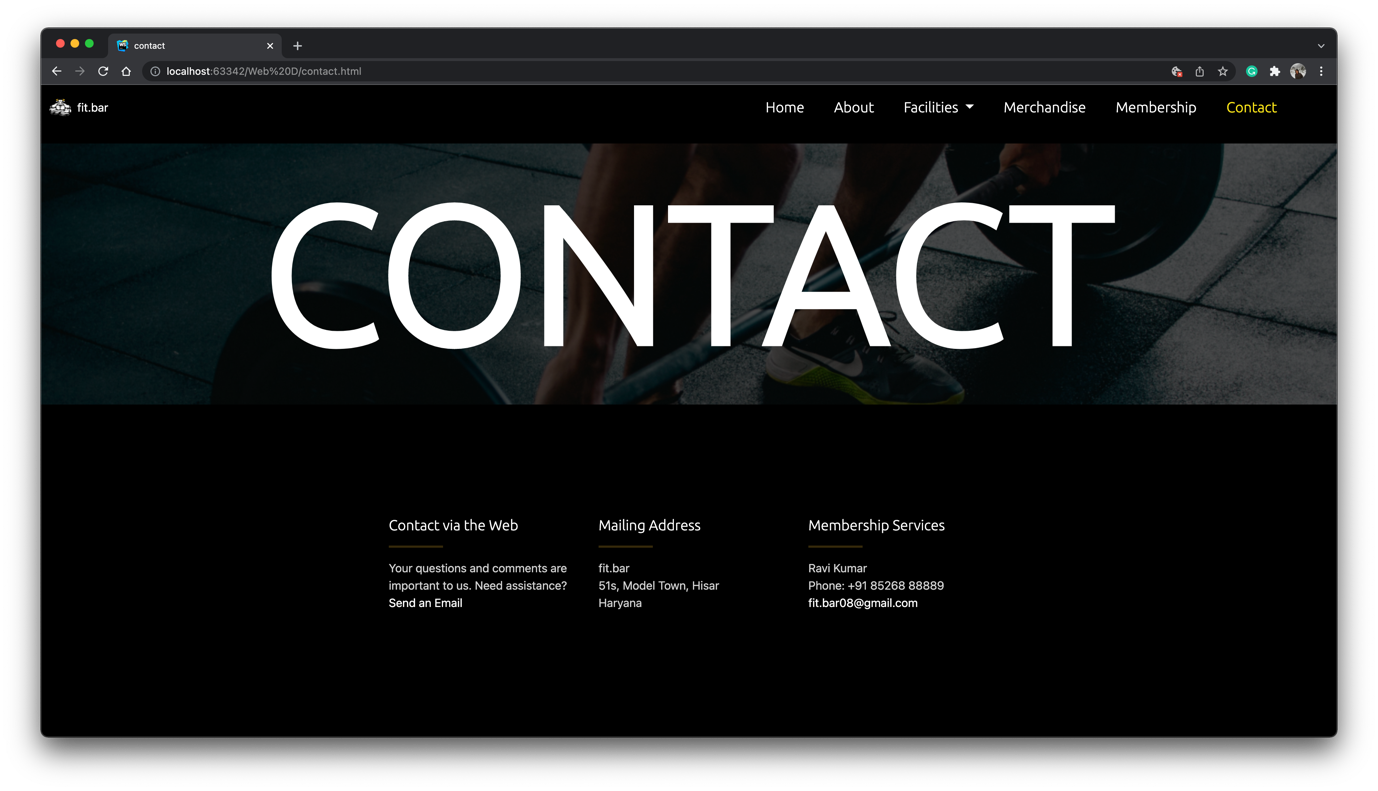 contact
localhost:63342/Web%20D/contact.html
fit.bar
Home About Facilities Merchandise Membership Contact
CONTACT
Contact via the Web
Your questions and comments are
important to us. Need assistance?
Send an Email
Mailing Address
fit.bar
51s, Model Town, Hisar
Haryana
Membership Services
Ravi Kumar
Phone: +91 85268 88889
fit.bar08@gmail.com